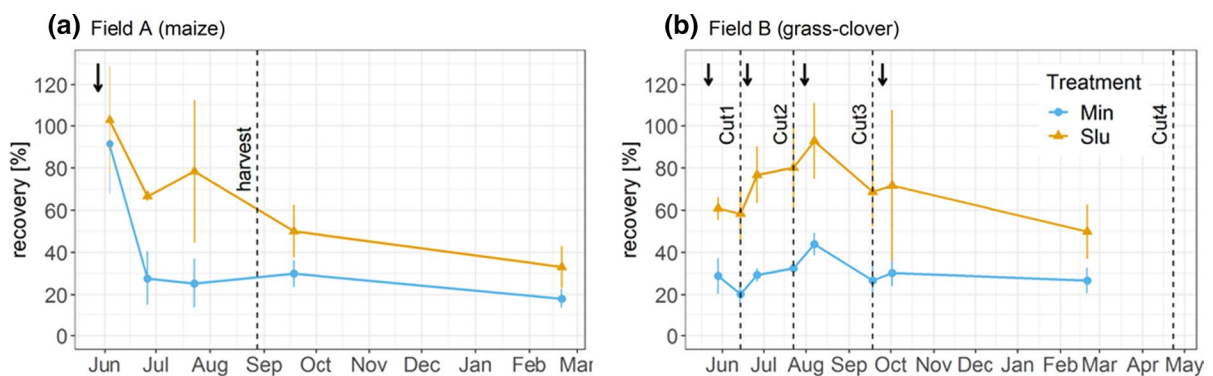 (a) Field A (maize)
recovery [%]
120
100
80
60
40
20
0
harvest
Jun Jul Aug Sep Oct Nov Dec Jan Feb Mar
(b) Field B (grass-clover)
recovery [%]
120
100
80
60
40
20
0
Cut1
Cut2
Cut3
Cut4
Treatment
Min
Slu
Jun Jul Aug Sep Oct Nov Dec Jan Feb Mar Apr May